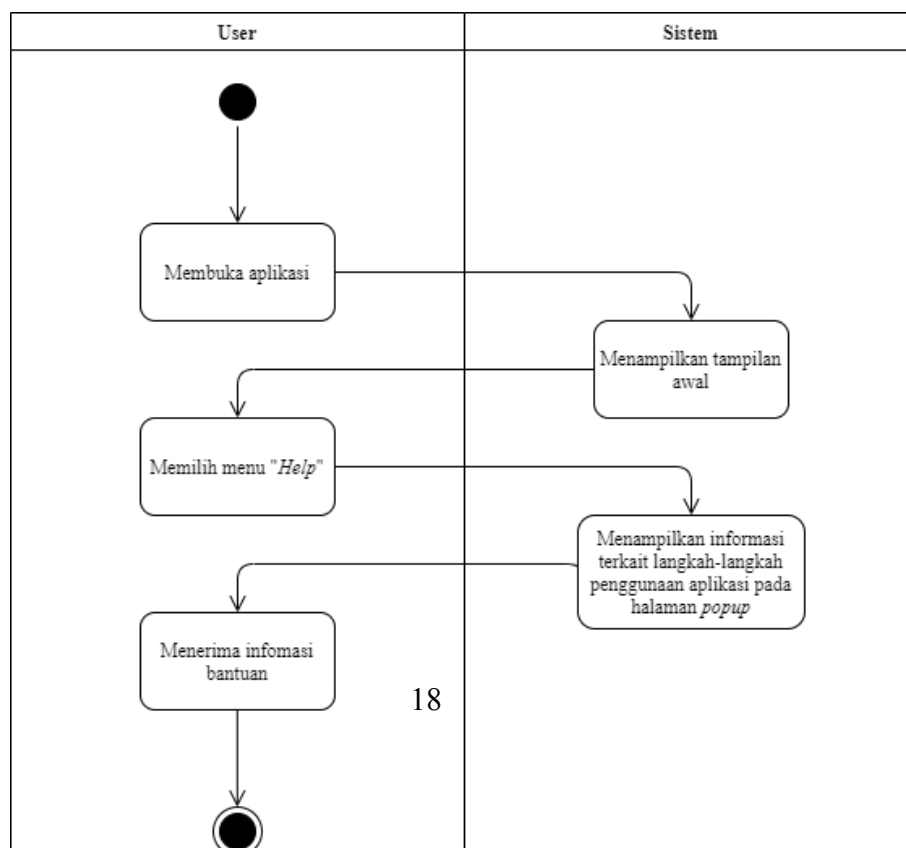 User
Sistem
Membuka aplikasi
Menampilkan tampilan
awal
Memilih menu "Help"
Menampilkan informasi
terkait langkah-langkah
penggunaan aplikasi pada
halaman popup
Menerima infomasi
bantuan
18